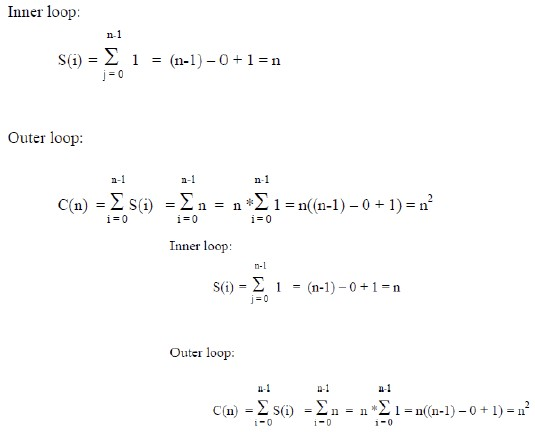 Inner loop:
n-1
S(i) = Σ 1 = (n-1) – 0 + 1 = n
j = 0
Outer loop:
n-1 n-1 n-1
C(n) = Σ S(i) = Σ n = n * Σ 1 = n((n-1) – 0 + 1) = n²
i = 0 i = 0 i = 0
Inner loop:
n-1
S(i) = Σ 1 = (n-1) – 0 + 1 = n
j = 0
Outer loop:
n-1 n-1 n-1
C(n) = Σ S(i) = Σ n = n * Σ 1 = n((n-1) – 0 + 1) = n²
i = 0 i = 0 i = 0